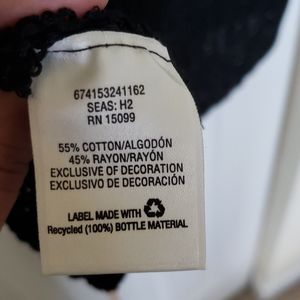 674153241162
SEAS: H2
RN 15099
55% COTTON/ALGODÓN
45% RAYON/RAYÓN
EXCLUSIVE OF DECORATION
EXCLUSIVO DE DECORACIÓN
LABEL MADE WITH
Recycled (100%) BOTTLE MATERIAL